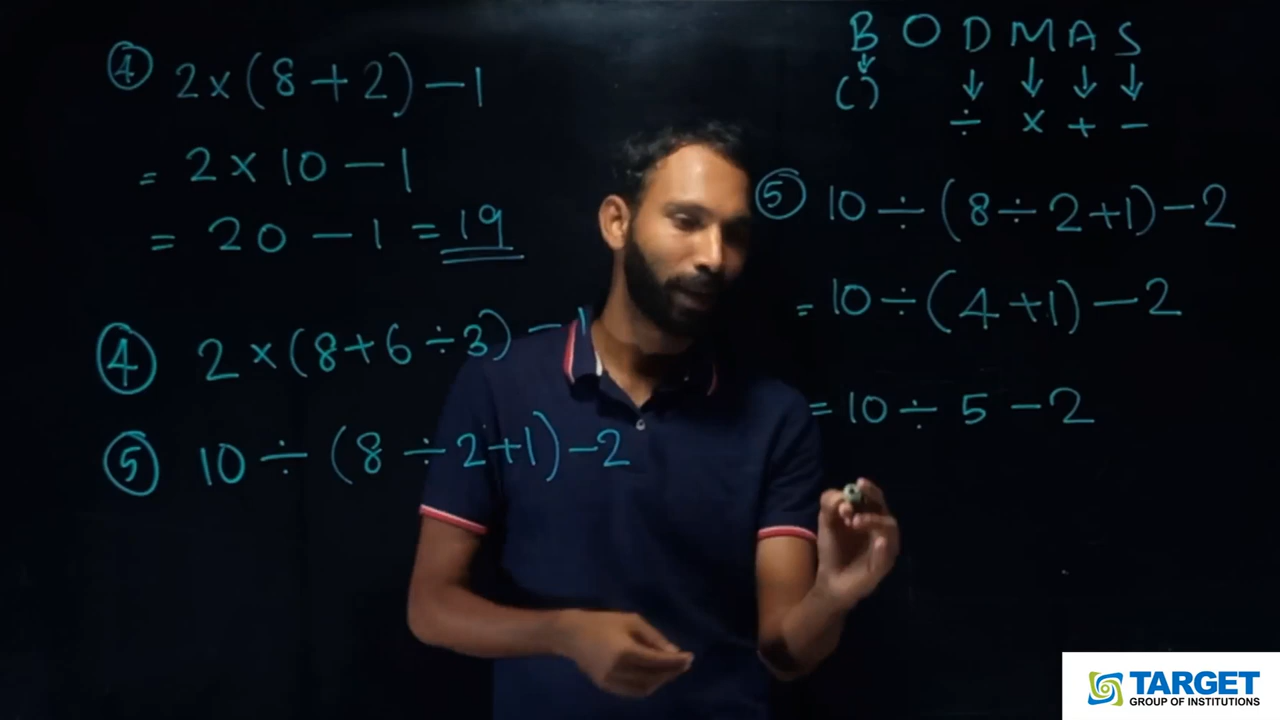 ④ 2×(8+2)−1
= 2×10−1
= 20−1 = 19
④ 2×(8+6÷3)−1
⑤ 10÷(8÷2+1)−2
B O D M A S
↓ ↓ ↓ ↓ ↓
( ) ÷ × + −
⑤ 10÷(8÷2+1)−2
= 10÷(4+1)−2
= 10÷5−2
TARGET
GROUP OF INSTITUTIONS